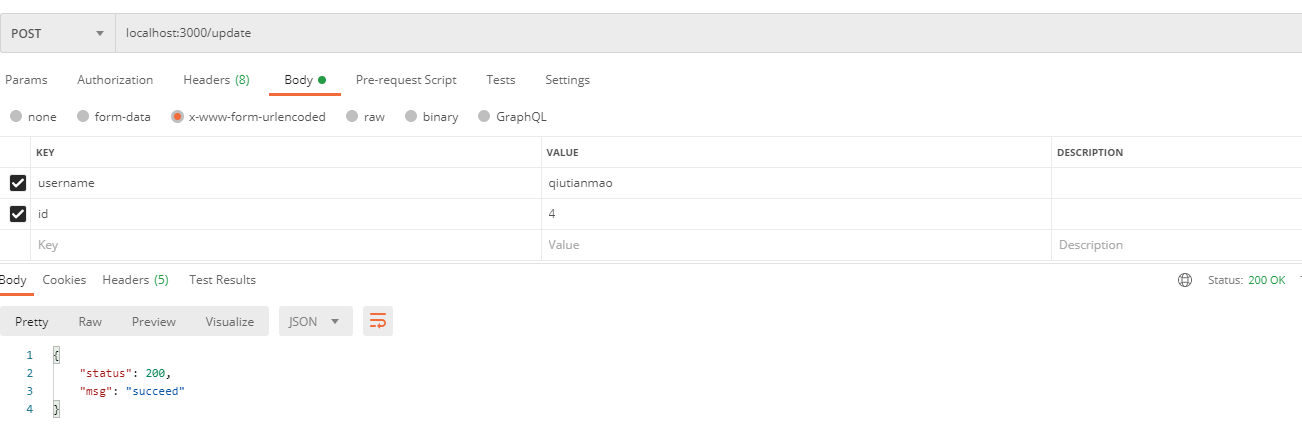 POST localhost:3000/update
Params Authorization Headers (8) Body Pre-request Script Tests Settings
none form-data x-www-form-urlencoded raw binary GraphQL
KEY VALUE DESCRIPTION
username qiutianmao
id 4
Key Value Description
Body Cookies Headers (5) Test Results Status: 200 OK
Pretty Raw Preview Visualize JSON
1 {
2 "status": 200,
3 "msg": "succeed"
4 }